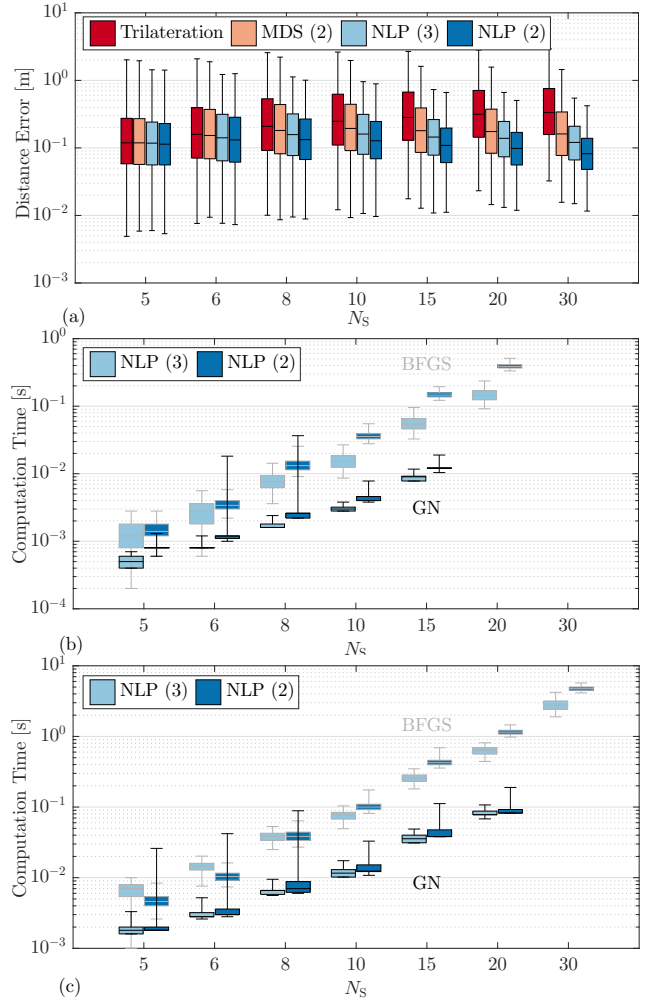 10^1
Trilateration MDS (2) NLP (3) NLP (2)
10^0
10^-1
10^-2
10^-3
Distance Error [m]
5 6 8 10 15 20 30
(a) N_S
10^0
NLP (3) NLP (2) BFGS
10^-1
10^-2
GN
10^-3
10^-4
Computation Time [s]
5 6 8 10 15 20 30
(b) N_S
10^1
NLP (3) NLP (2)
BFGS
10^0
10^-1
10^-2
GN
10^-3
Computation Time [s]
5 6 8 10 15 20 30
(c) N_S